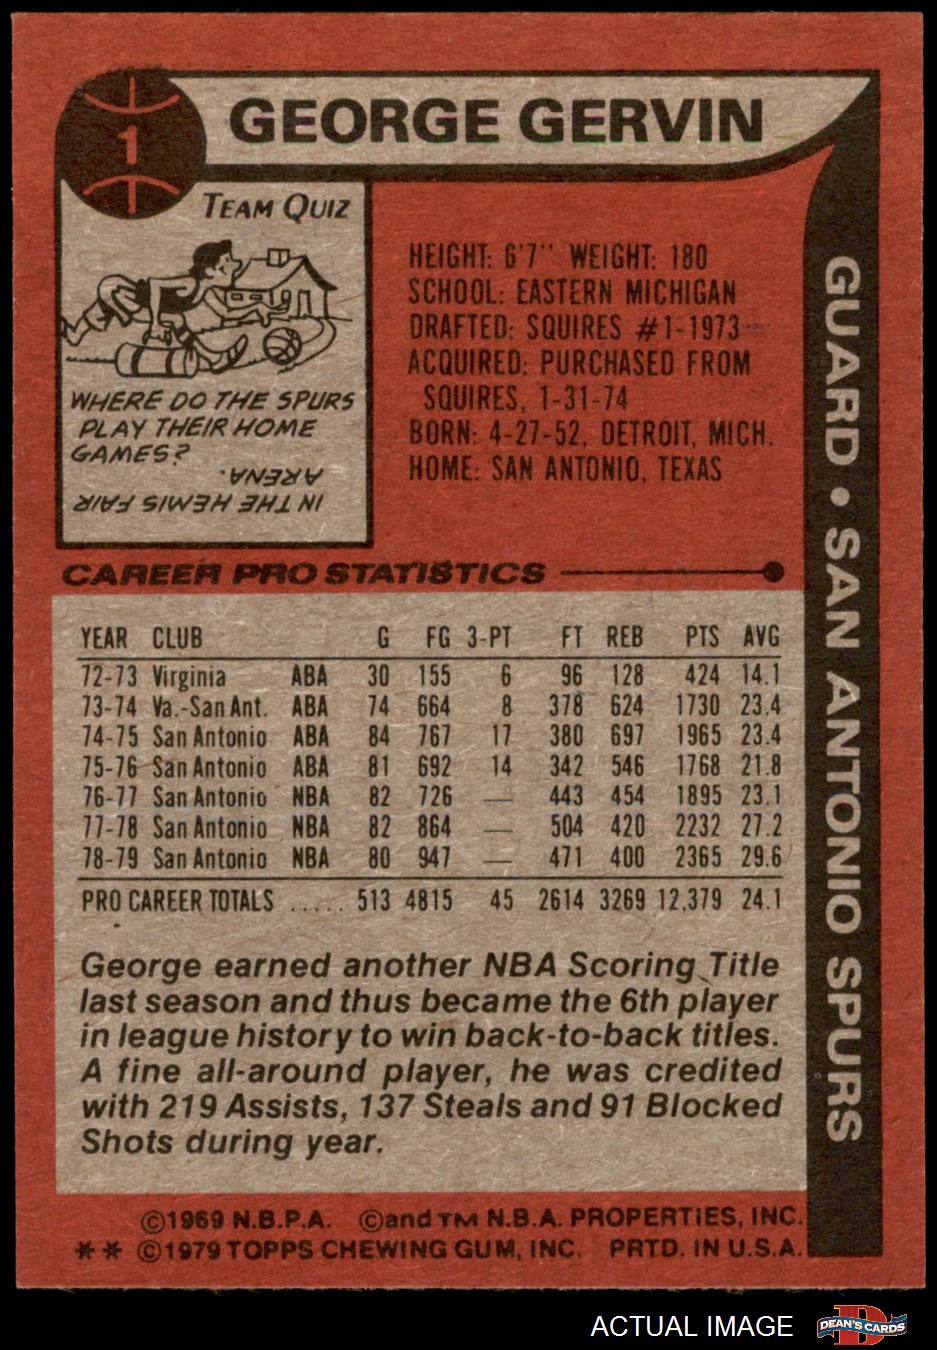 1
GEORGE GERVIN
TEAM QUIZ
WHERE DO THE SPURS
PLAY THEIR HOME
GAMES?
IN THE HEMIS FAIR
ARENA.
HEIGHT: 6'7" WEIGHT: 180
SCHOOL: EASTERN MICHIGAN
DRAFTED: SQUIRES #1-1973
ACQUIRED: PURCHASED FROM
SQUIRES, 1-31-74
BORN: 4-27-52, DETROIT, MICH.
HOME: SAN ANTONIO, TEXAS
GUARD • SAN ANTONIO SPURS
CAREER PRO STATISTICS
YEAR CLUB G FG 3-PT FT REB PTS AVG
72-73 Virginia ABA 30 155 6 96 128 424 14.1
73-74 Va.-San Ant. ABA 74 664 8 378 624 1730 23.4
74-75 San Antonio ABA 84 767 17 380 697 1965 23.4
75-76 San Antonio ABA 81 692 14 342 546 1768 21.8
76-77 San Antonio NBA 82 726 — 443 454 1895 23.1
77-78 San Antonio NBA 82 864 — 504 420 2232 27.2
78-79 San Antonio NBA 80 947 — 471 400 2365 29.6
PRO CAREER TOTALS ..... 513 4815 45 2614 3269 12,379 24.1
George earned another NBA Scoring Title
last season and thus became the 6th player
in league history to win back-to-back titles.
A fine all-around player, he was credited
with 219 Assists, 137 Steals and 91 Blocked
Shots during year.
©1969 N.B.P.A. ©and TM N.B.A. PROPERTIES, INC.
** ©1979 TOPPS CHEWING GUM, INC. PRTD. IN U.S.A.
ACTUAL IMAGE
D
DEAN'S CARDS